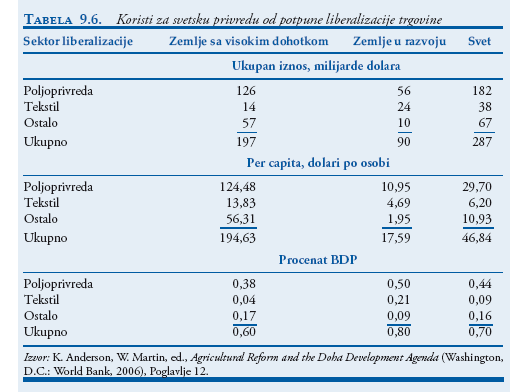 TABELA 9.6. Koristi za svetsku privredu od potpune liberalizacije trgovine
Sektor liberalizacije Zemlje sa visokim dohotkom Zemlje u razvoju Svet
Ukupan iznos, milijarde dolara
Poljoprivreda 126 56 182
Tekstil 14 24 38
Ostalo 57 10 67
Ukupno 197 90 287
Per capita, dolari po osobi
Poljoprivreda 124,48 10,95 29,70
Tekstil 13,83 4,69 6,20
Ostalo 56,31 1,95 10,93
Ukupno 194,63 17,59 46,84
Procenat BDP
Poljoprivreda 0,38 0,50 0,44
Tekstil 0,04 0,21 0,09
Ostalo 0,17 0,09 0,16
Ukupno 0,60 0,80 0,70
Izvor: K. Anderson, W. Martin, ed., Agricultural Reform and the Doha Development Agenda (Washington,
D.C.: World Bank, 2006), Poglavlje 12.